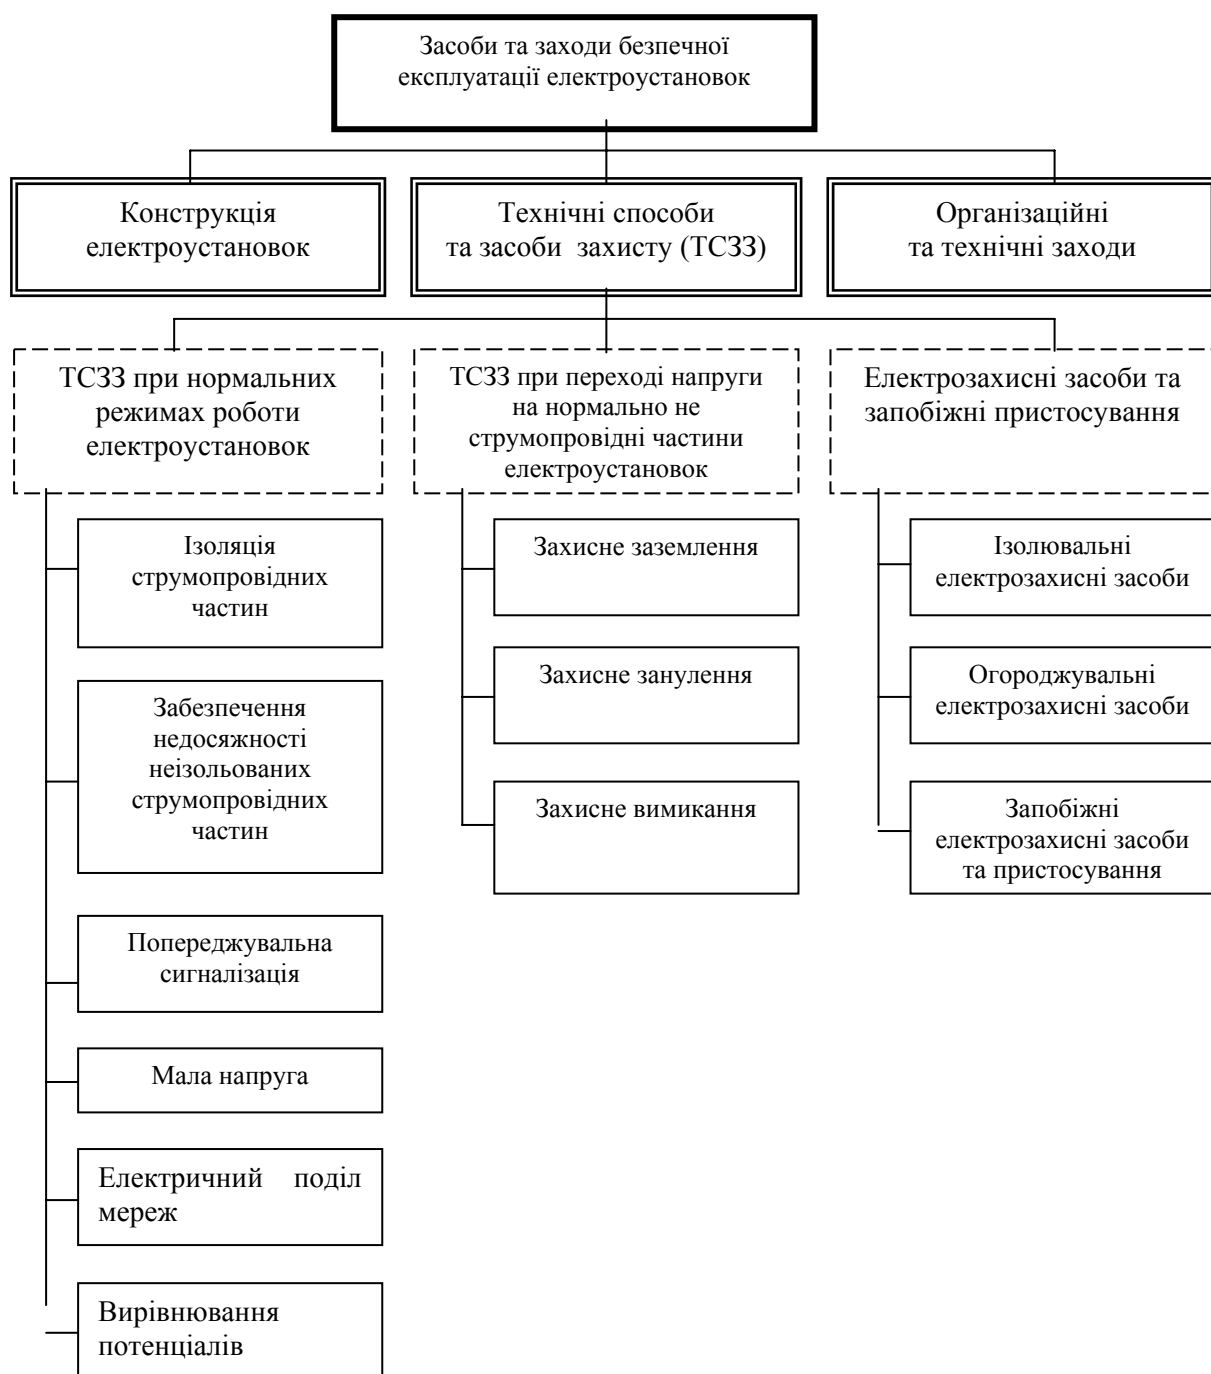 Засоби та заходи безпечної
експлуатації електроустановок
Конструкція
електроустановок
Технічні способи
та засоби захисту (ТСЗЗ)
Організаційні
та технічні заходи
ТСЗЗ при нормальних
режимах роботи
електроустановок
ТСЗЗ при переході напруги
на нормально не
струмопровідні частини
електроустановок
Електрозахисні засоби та
запобіжні пристосування
Ізоляція
струмопровідних
частин
Забезпечення
недосяжності
неізольованих
струмопровідних
частин
Попереджувальна
сигналізація
Мала напруга
Електричний поділ
мереж
Вирівнювання
потенціалів
Захисне заземлення
Захисне занулення
Захисне вимикання
Ізолювальні
електрозахисні засоби
Огороджувальні
електрозахисні засоби
Запобіжні
електрозахисні засоби
та пристосування